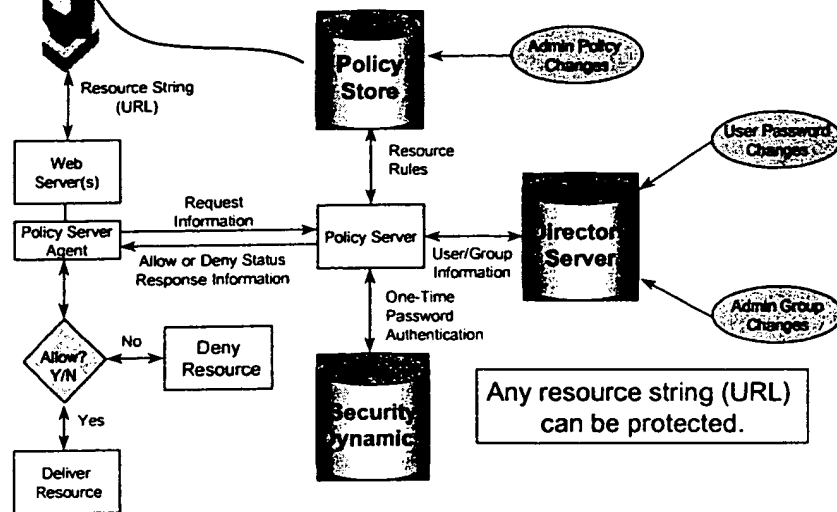 Resource String
(URL)
Policy
Store
Admin Policy
Changes
User Password
Changes
Web
Server(s)
Resource
Rules
Request
Information
Policy Server
Agent
Policy Server
Allow or Deny Status
Response Information
User/Group
Information
Director
Server
One-Time
Password
Authentication
Admin Group
Changes
Allow?
Y/N
No
Deny
Resource
Yes
Security
Dynamic
Any resource string (URL)
can be protected.
Deliver
Resource